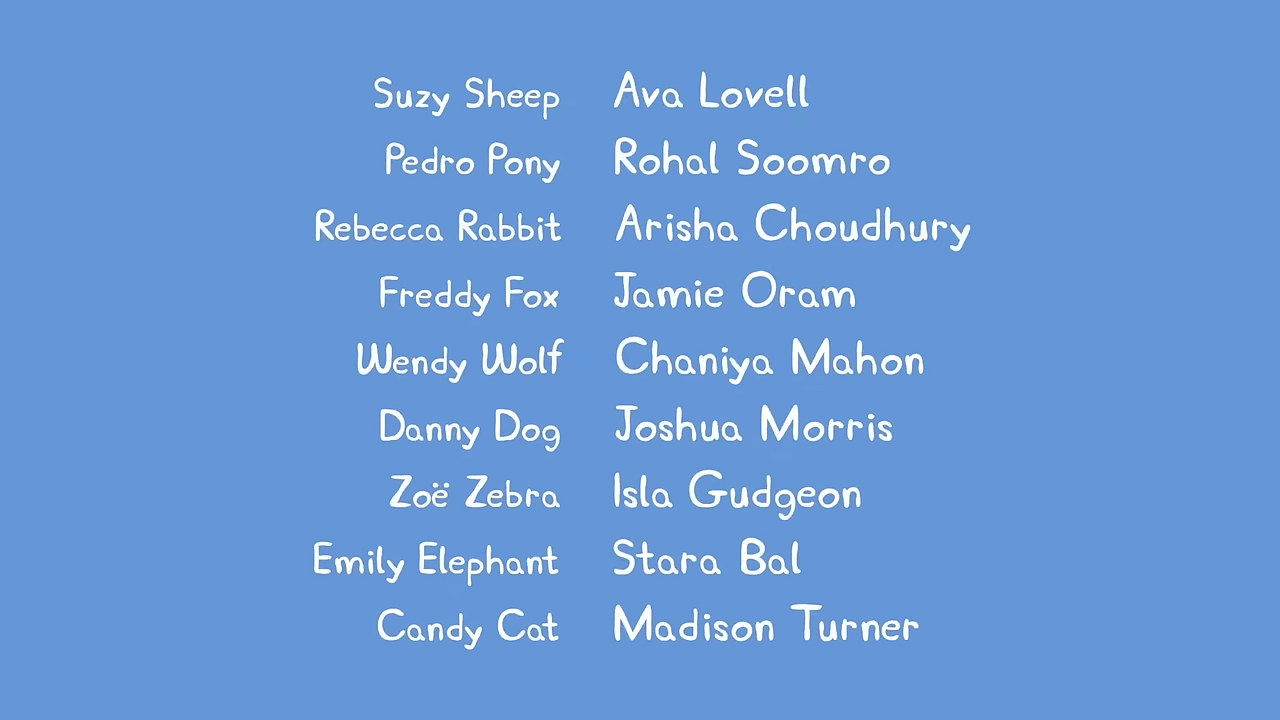 Suzy Sheep Ava Lovell
Pedro Pony Rohal Soomro
Rebecca Rabbit Arisha Choudhury
Freddy Fox Jamie Oram
Wendy Wolf Chaniya Mahon
Danny Dog Joshua Morris
Zoë Zebra Isla Gudgeon
Emily Elephant Stara Bal
Candy Cat Madison Turner